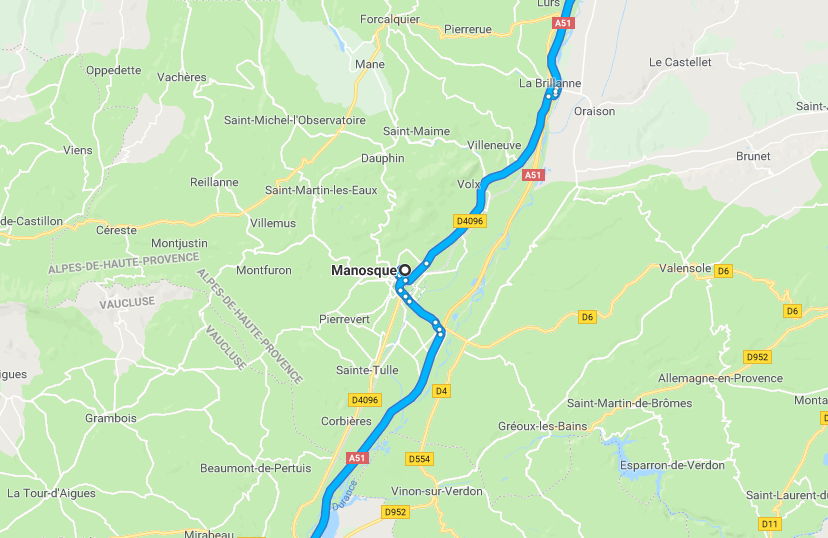 Lurs
Forcalquier
A51
Pierrerue
Mane
Le Castellet
Oppedette
Vachères
La Brillanne
Oraison
Saint-Michel-l'Observatoire
Saint-Maime
Villeneuve
Viens
Dauphin
Brunet
A51
Reillanne
Saint-Martin-les-Eaux
Volx
de-Castillon
Céreste
Villemus
D4096
Montjustin
ALPES-DE-HAUTE-PROVENCE
VAUCLUSE
Montfuron
Manosque
Valensole
D6
ALPES-DE-HAUTE-PROVENCE
VAUCLUSE
Pierrevert
D6
D6
D952
Sainte-Tulle
igues
Allemagne-en-Provence
D4
D4096
Saint-Martin-de-Brômes
Monta
Grambois
Corbières
Gréoux-les-Bains
A51
D554
Beaumont-de-Pertuis
Esparron-de-Verdon
La Tour-d'Aigues
Durance
Vinon-sur-Verdon
Saint-Laurent-du
D952
D11
Mirabeau